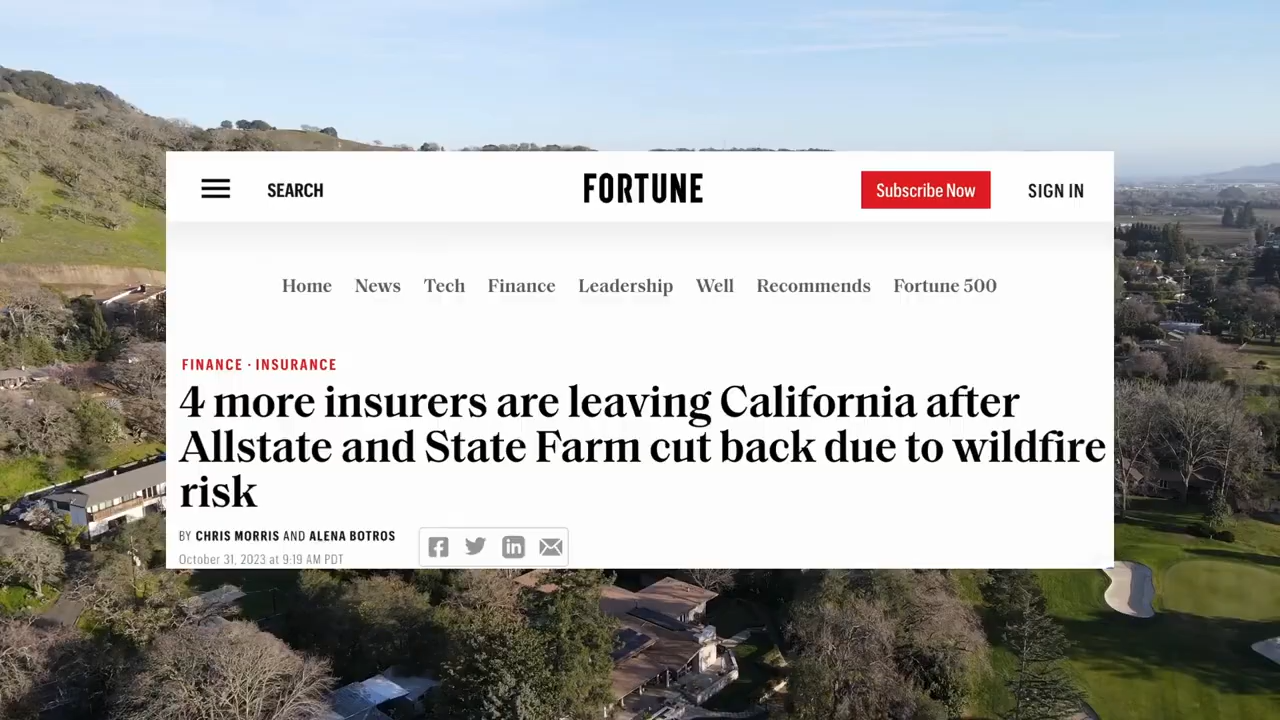 SEARCH
FORTUNE
Subscribe Now
SIGN IN
Home News Tech Finance Leadership Well Recommends Fortune 500
FINANCE · INSURANCE
4 more insurers are leaving California after
Allstate and State Farm cut back due to wildfire
risk
BY CHRIS MORRIS AND ALENA BOTROS
October 31, 2023 at 9:19 AM PDT